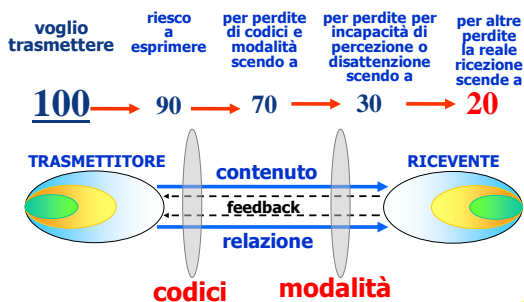 voglio
trasmettere
riesco
a
esprimere
per perdite
di codici e
modalità
scendo a
per perdite per
incapacità di
percezione o
disattenzione
scendo a
per altre
perdite
la reale
ricezione
scende a
100
90
70
30
20
TRASMETTITORE
contenuto
RICEVENTE
feedback
relazione
codici
modalità